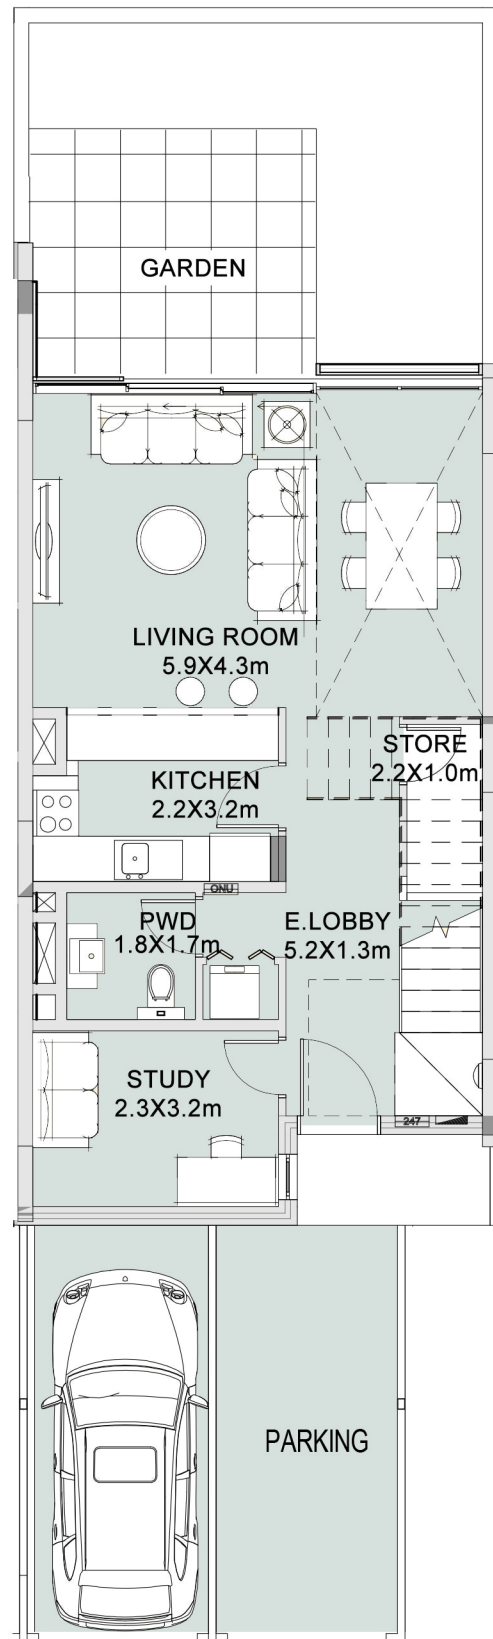 GARDEN
LIVING ROOM
5.9X4.3m
STORE
2.2X1.0m
KITCHEN
2.2X3.2m
ONU
PWD
1.8X1.7m
E.LOBBY
5.2X1.3m
STUDY
2.3X3.2m
247
PARKING